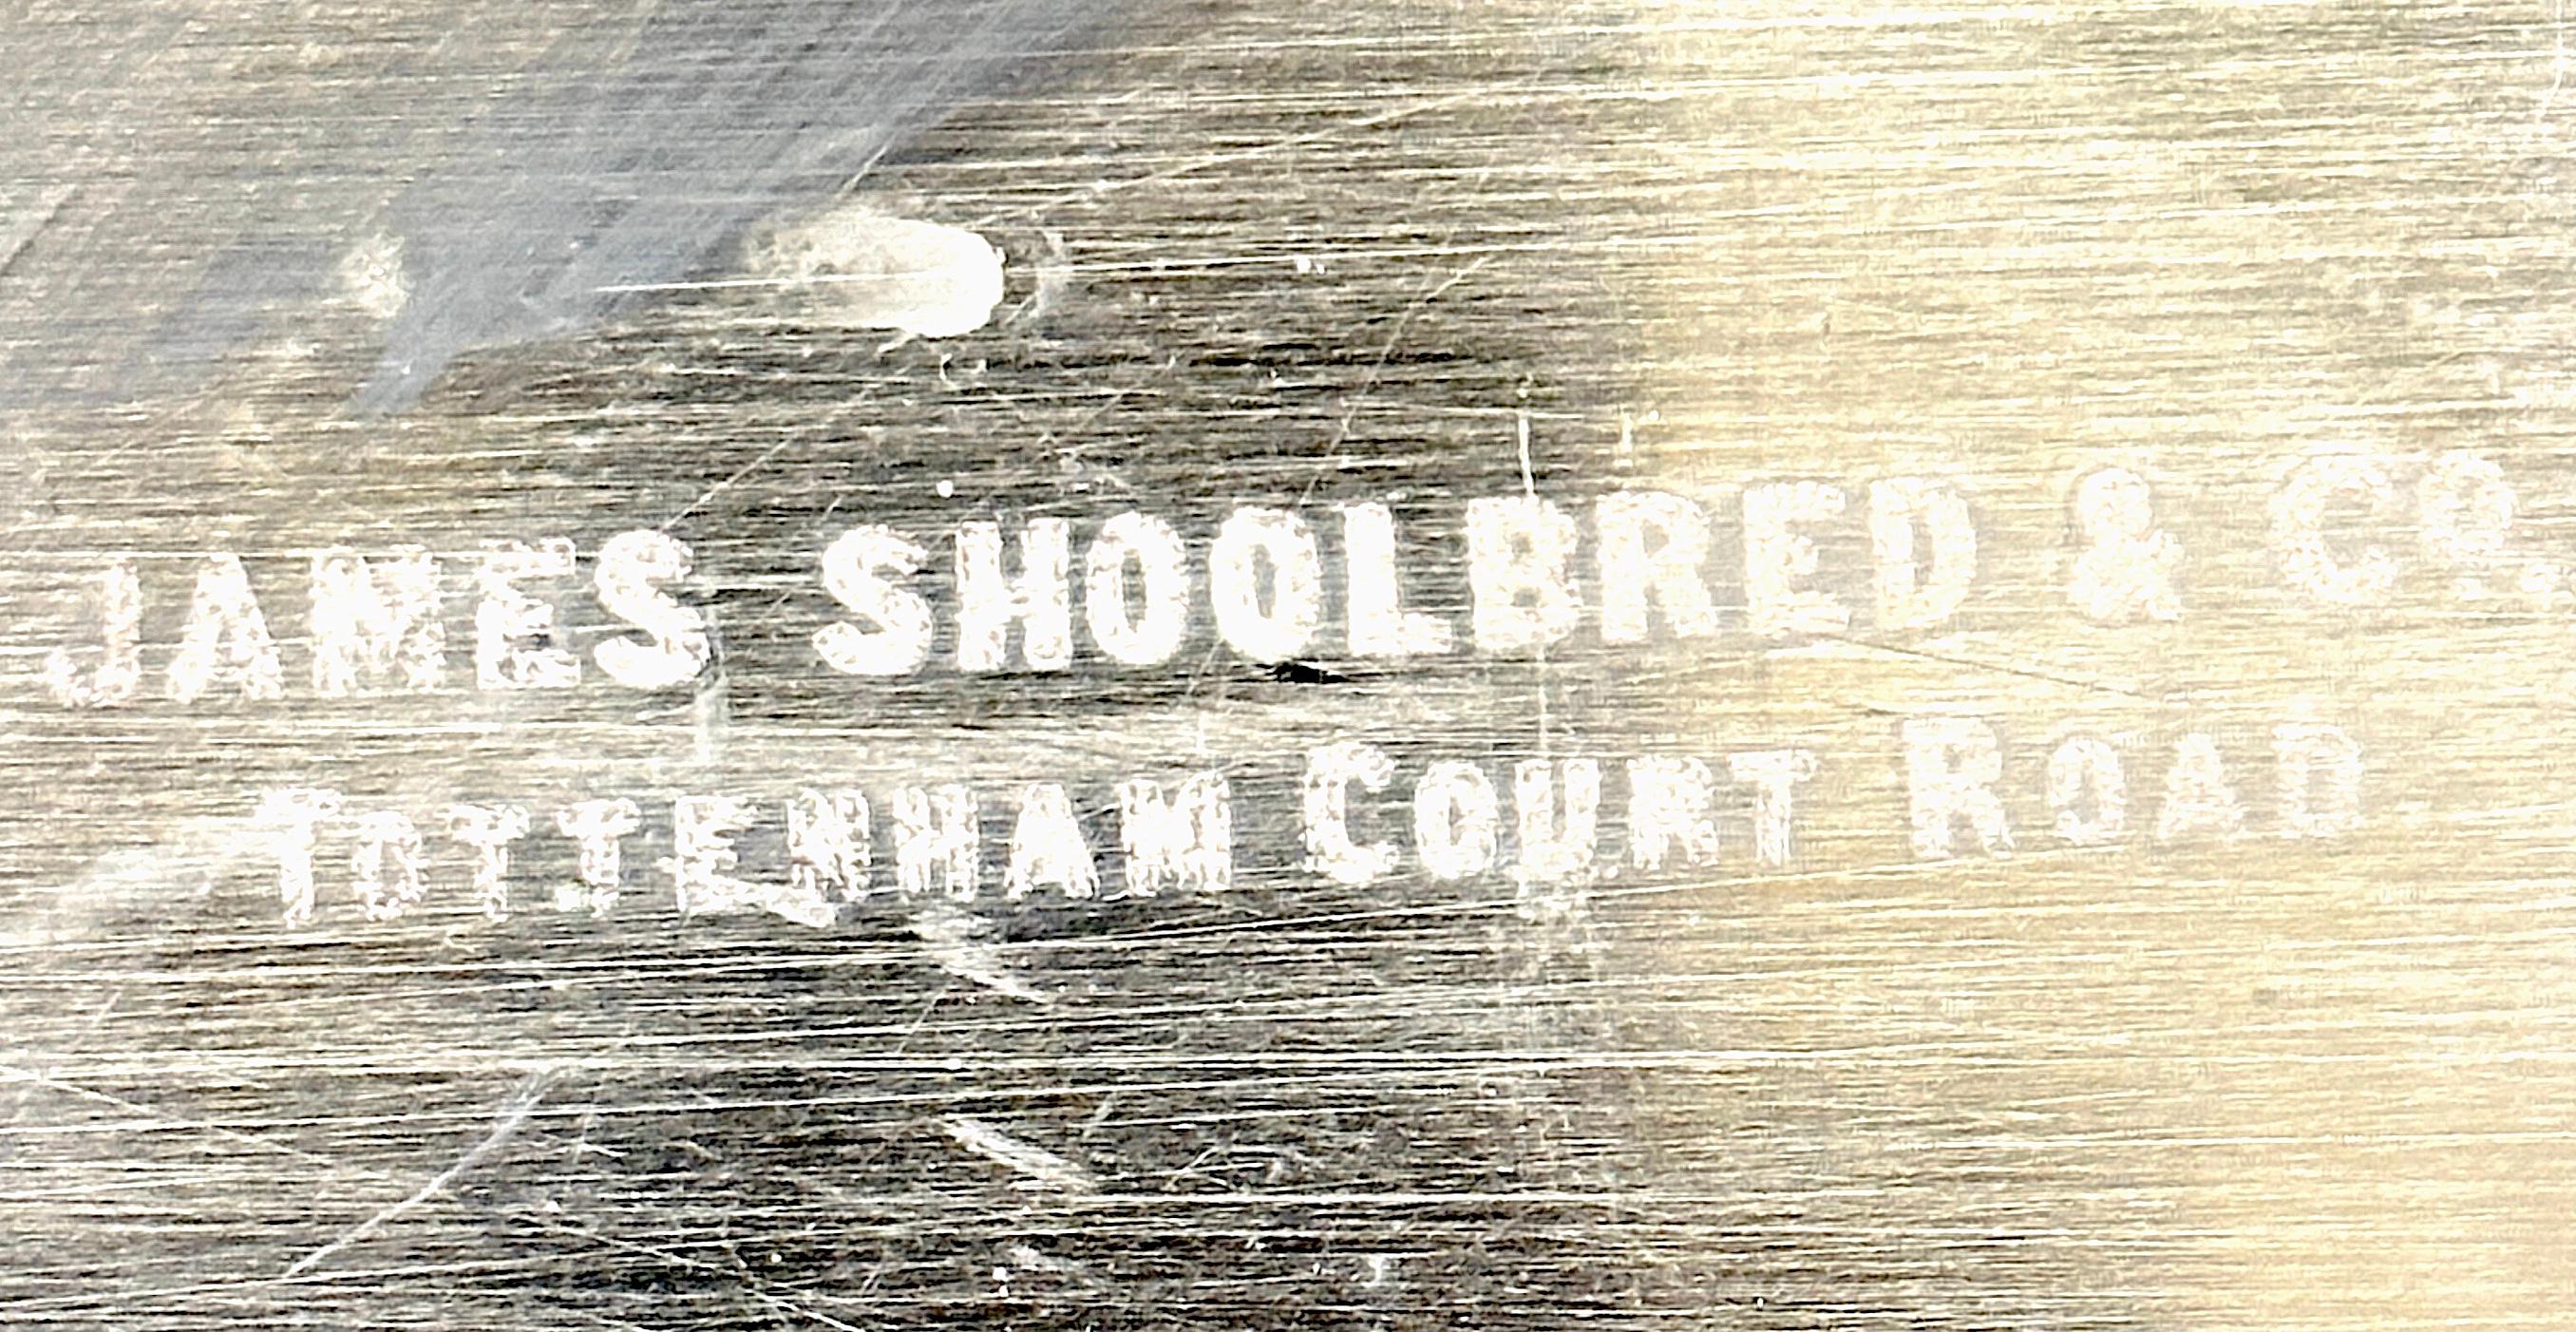 JAMES SHOOLBRED & Co.
TOTTENHAM COURT ROAD